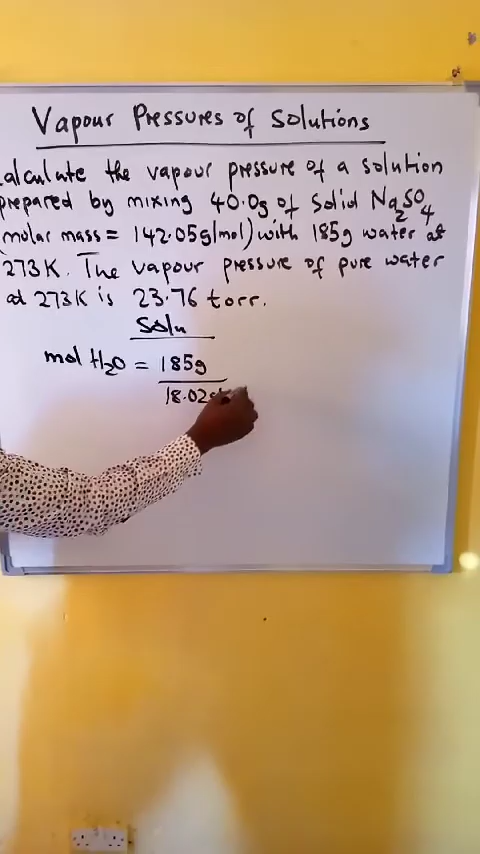 Vapour Pressures of Solutions
alculate the vapour pressure of a solution
prepared by mixing 40.0g of solid Na2SO4
(molar mass = 142.05g/mol) with 185g water at
273K. The vapour pressure of pure water
at 273K is 23.76 torr.
Solu
mol H2O = 185g
18.02